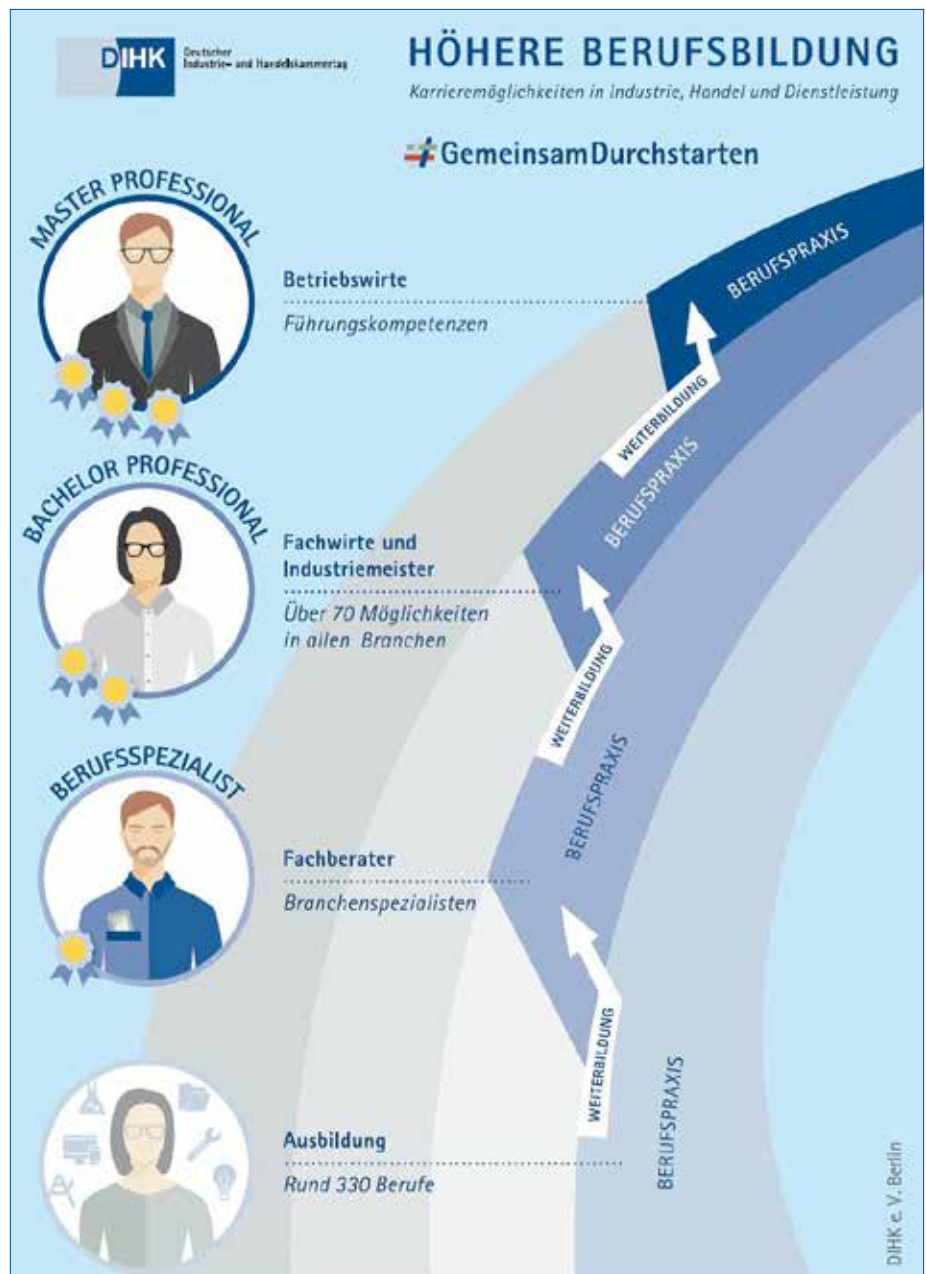 DIHK
Deutscher
Industrie- und Handelskammertag
HÖHERE BERUFSBILDUNG
Karrieremöglichkeiten in Industrie, Handel und Dienstleistung
#GemeinsamDurchstarten
MASTER PROFESSIONAL
Betriebswirte
Führungskompetenzen
BERUFSPRAXIS
WEITERBILDUNG
BACHELOR PROFESSIONAL
Fachwirte und
Industriemeister
Über 70 Möglichkeiten
in allen Branchen
BERUFSPRAXIS
WEITERBILDUNG
BERUFSSPEZIALIST
Fachberater
Branchenspezialisten
BERUFSPRAXIS
WEITERBILDUNG
Ausbildung
Rund 330 Berufe
BERUFSPRAXIS
DIHK e. V. Berlin